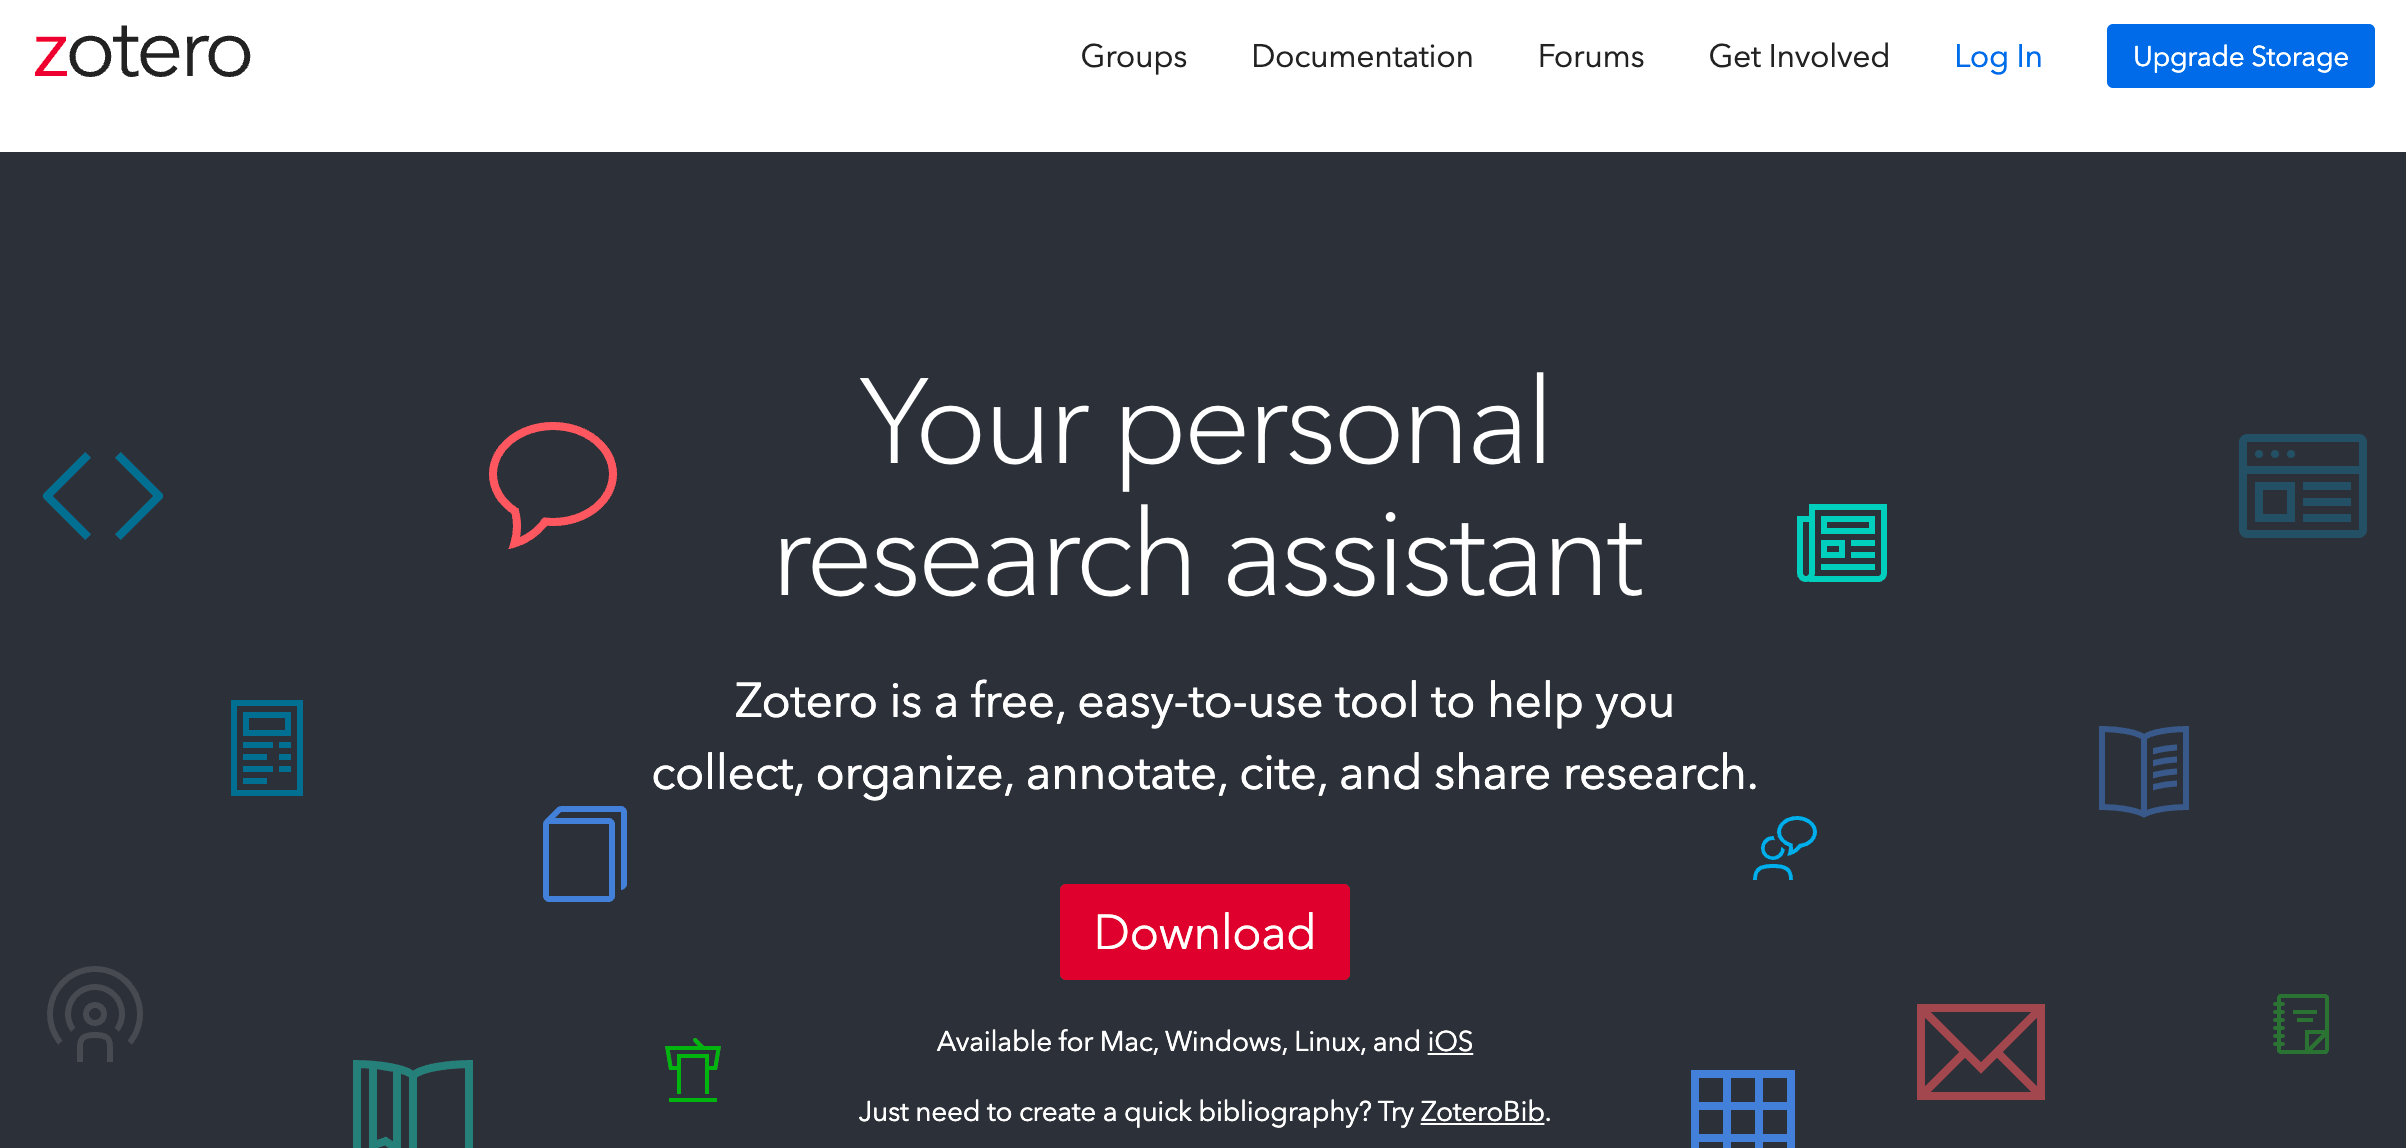 zotero
Groups Documentation Forums Get Involved Log In Upgrade Storage
Your personal
research assistant
Zotero is a free, easy-to-use tool to help you
collect, organize, annotate, cite, and share research.
Download
Available for Mac, Windows, Linux, and iOS
Just need to create a quick bibliography? Try ZoteroBib.